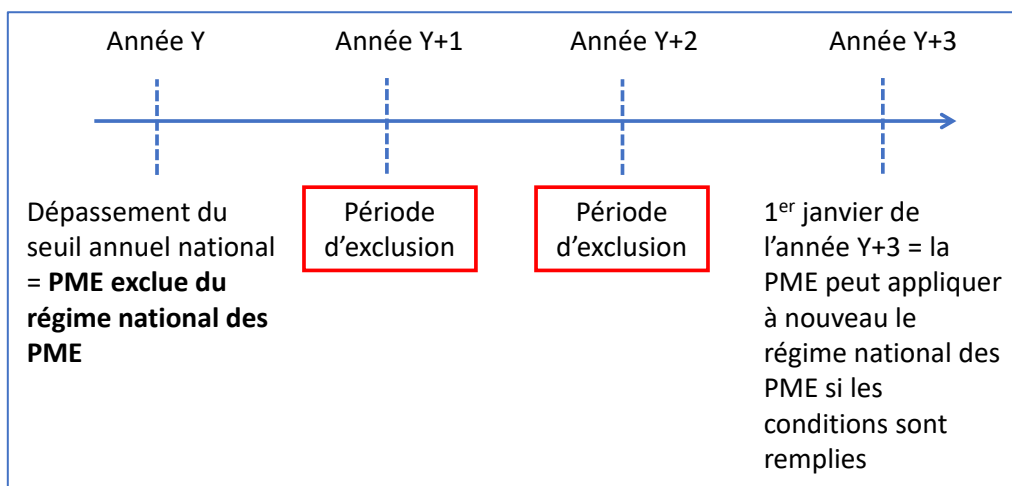 Année Y
Année Y+1
Année Y+2
Année Y+3
Dépassement du
seuil annuel national
= PME exclue du
régime national des
PME
Période
d’exclusion
Période
d’exclusion
1er janvier de
l’année Y+3 = la
PME peut appliquer
à nouveau le
régime national des
PME si les
conditions sont
remplies